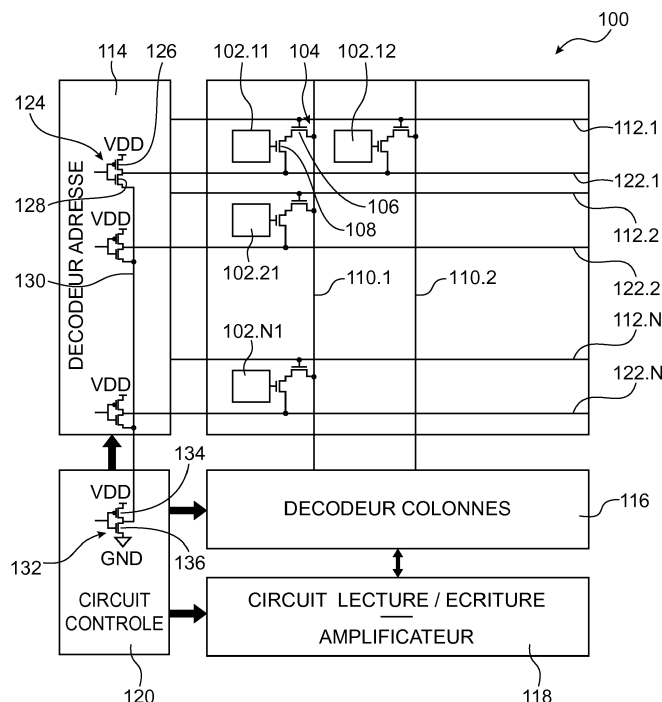 100
114
126
102.11
104
102.12
124
VDD
112.1
122.1
128
106
108
VDD
112.2
DECODEUR ADRESSE
130
102.21
110.1
110.2
122.2
112.N
102.N1
122.N
VDD
VDD
134
DECODEUR COLONNES
116
132
GND
136
CIRCUIT
CONTROLE
CIRCUIT LECTURE / ECRITURE
AMPLIFICATEUR
120
118